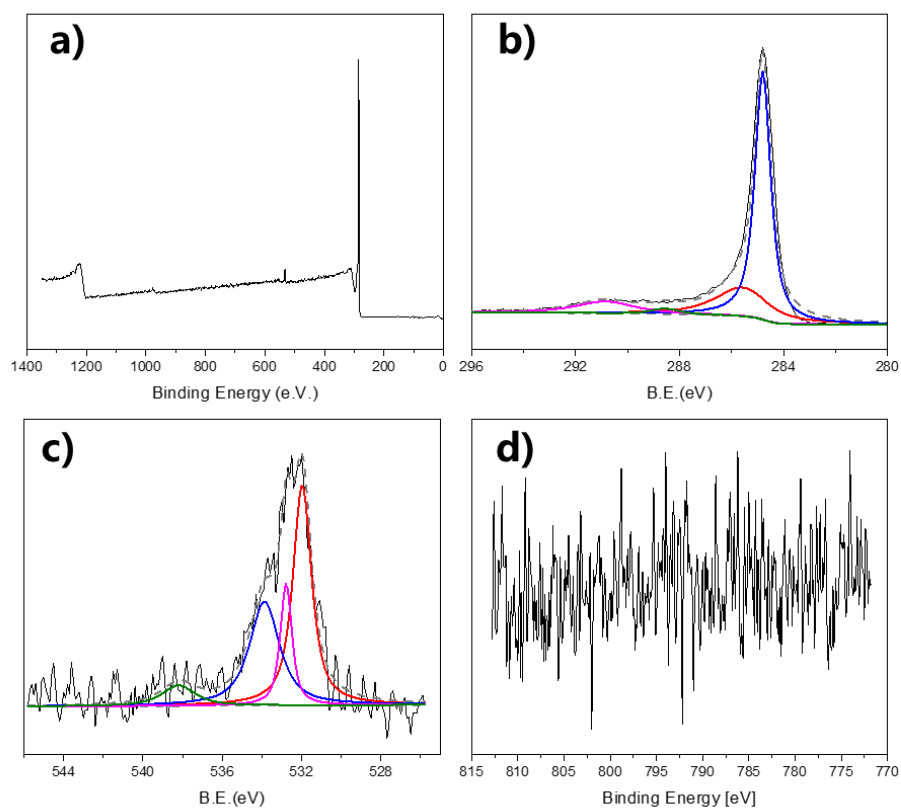 a)
1400 1200 1000 800 600 400 200 0
Binding Energy (e.V.)
b)
296 292 288 284 280
B.E.(eV)
c)
544 540 536 532 528
B.E.(eV)
d)
815 810 805 800 795 790 785 780 775 770
Binding Energy [eV]